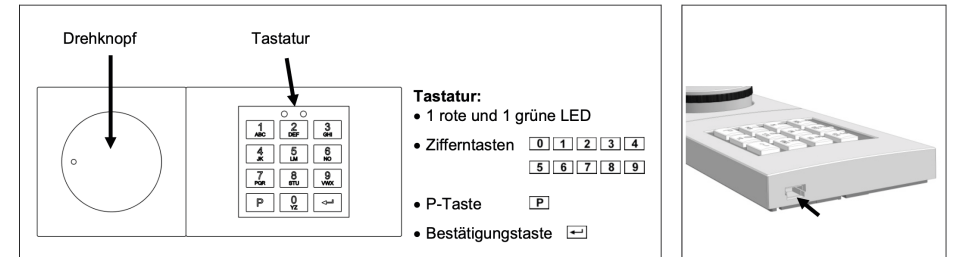 Drehknopf
Tastatur
1 2 3
ABC DEF GHI
4 5 6
JK LM NO
7 8 9
PQR STU VWX
P 0 ↵
YZ
Tastatur:
• 1 rote und 1 grüne LED
• Zifferntasten 0 1 2 3 4
5 6 7 8 9
• P-Taste P
• Bestätigungstaste ↵